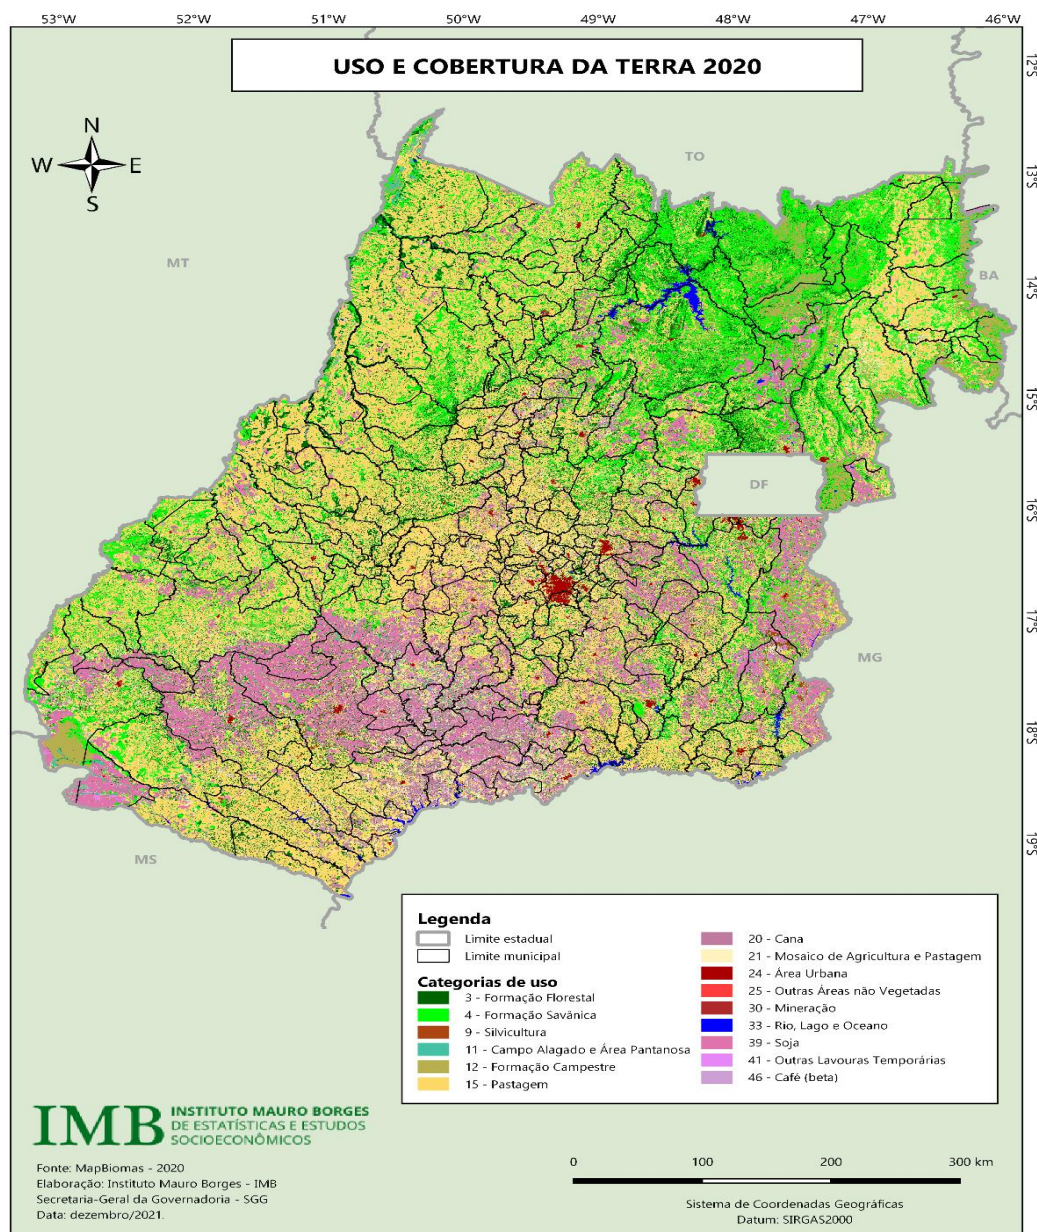 53°W 52°W 51°W 50°W 49°W 48°W 47°W 46°W
USO E COBERTURA DA TERRA 2020
12°S
N
W E
S
TO
13°S
MT
BA
14°S
15°S
DF
16°S
17°S
MG
18°S
19°S
MS
Legenda
Limite estadual
Limite municipal
Categorias de uso
3 - Formação Florestal
4 - Formação Savânica
9 - Silvicultura
11 - Campo Alagado e Área Pantanosa
12 - Formação Campestre
15 - Pastagem
20 - Cana
21 - Mosaico de Agricultura e Pastagem
24 - Área Urbana
25 - Outras Áreas não Vegetadas
30 - Mineração
33 - Rio, Lago e Oceano
39 - Soja
41 - Outras Lavouras Temporárias
46 - Café (beta)
IMB
INSTITUTO MAURO BORGES
DE ESTATÍSTICAS E ESTUDOS
SOCIOECONÔMICOS
Fonte: MapBiomas - 2020
Elaboração: Instituto Mauro Borges - IMB
Secretaria-Geral da Governadoria - SGG
Data: dezembro/2021.
0 100 200 300 km
Sistema de Coordenadas Geográficas
Datum: SIRGAS2000